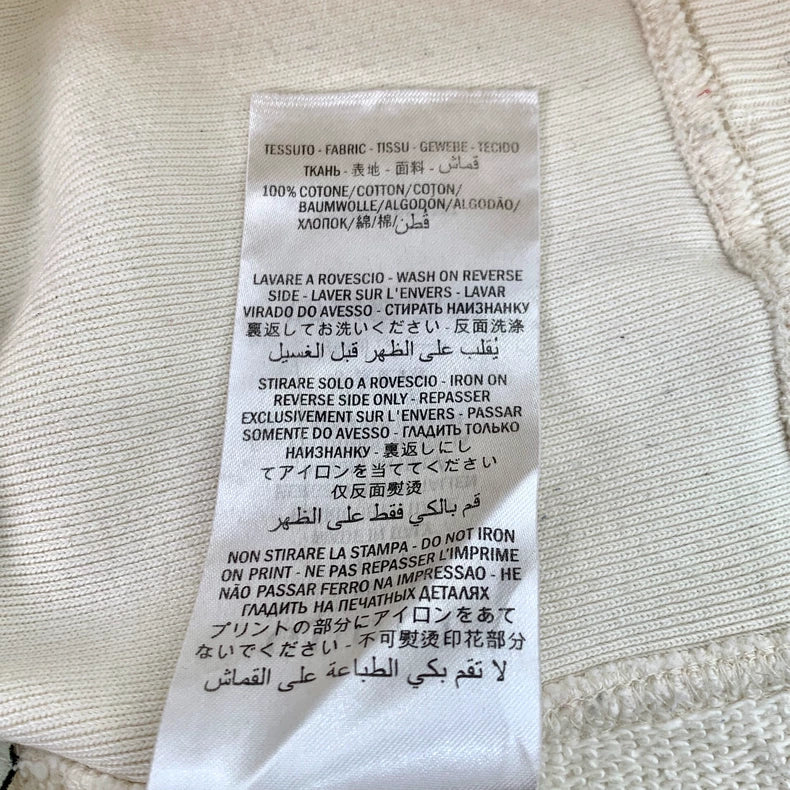 TESSUTO - FABRIC - TISSU - GEWEBE - TECIDO
ТКАНЬ - 表地 - 面料 - قماش
100% COTONE/COTTON/COTON/
BAUMWOLLE/ALGODON/ALGODÃO/
ХЛОПОК/綿/棉/قُطن
LAVARE A ROVESCIO - WASH ON REVERSE
SIDE - LAVER SUR L'ENVERS - LAVAR
VIRADO DO AVESSO - СТИРАТЬ НАИЗНАНКУ
裏返してお洗いください - 反面洗涤
يُقلب على الظهر قبل الغسيل
STIRARE SOLO A ROVESCIO - IRON ON
REVERSE SIDE ONLY - REPASSER
EXCLUSIVEMENT SUR L'ENVERS - PASSAR
SOMENTE DO AVESSO - ГЛАДИТЬ ТОЛЬКО
НАИЗНАНКУ - 裏返しにし
てアイロンを当ててください
仅反面熨烫
قم بالكي فقط على الظهر
NON STIRARE LA STAMPA - DO NOT IRON
ON PRINT - NE PAS REPASSER L'IMPRIME
NÃO PASSAR FERRO NA IMPRESSAO - НЕ
ГЛАДИТЬ НА ПЕЧАТНЫХ ДЕТАЛЯХ
プリントの部分にアイロンをあて
ないでください - 不可熨烫印花部分
لا تقم بكي الطباعة على القماش